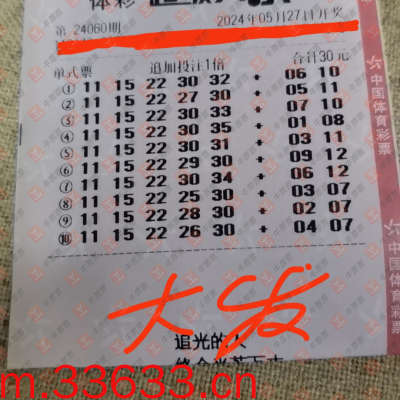 体彩 超级大乐透
第 24060期 2024年05月27日开奖
单式票 追加投注1倍 合计30元
① 11 15 22 30 32 + 06 10
② 11 15 22 27 30 + 05 11
③ 11 15 22 30 33 + 07 10
④ 11 15 22 30 35 + 01 08
⑤ 11 15 22 30 31 + 03 11
⑥ 11 15 22 29 30 + 09 12
⑦ 11 15 22 30 34 + 06 12
⑧ 11 15 22 25 30 + 03 07
⑨ 11 15 22 28 30 + 02 07
⑩ 11 15 22 26 30 + 04 07
中国体育彩票
中国体育彩票
大发
追光的人
m.33633.cn